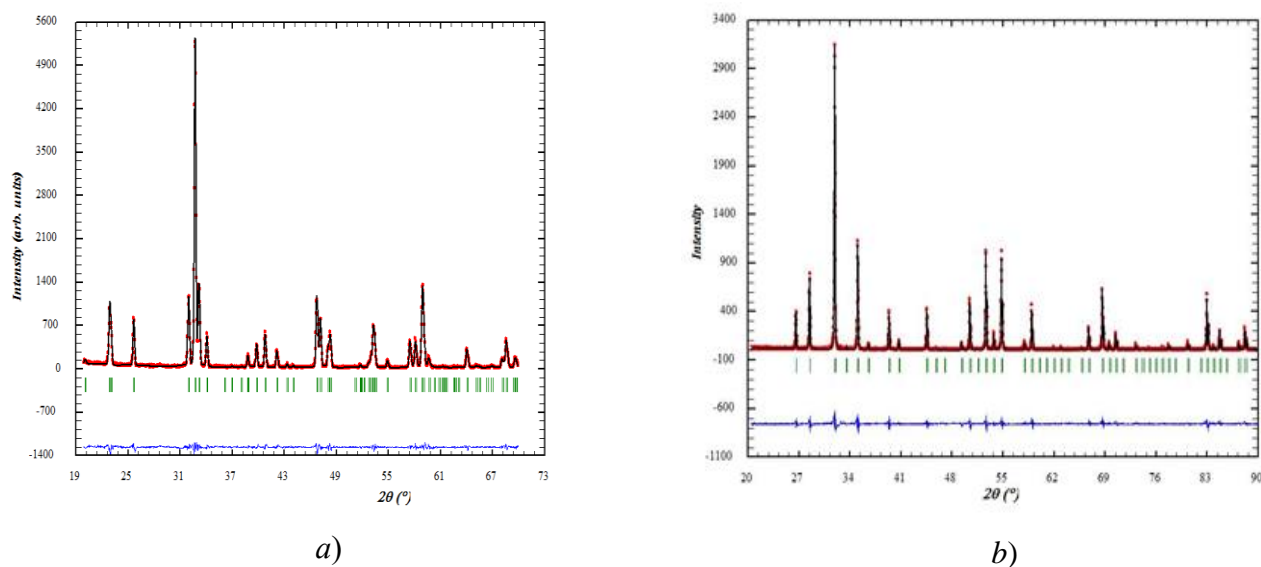 5600
4900
4200
3500
2800
2100
1400
700
0
-700
-1400
Intensity (arb. units)
19 25 31 37 43 49 55 61 67 73
2θ (°)
a)
3400
2900
2400
1900
1400
900
400
-100
-600
-1100
Intensity
20 27 34 41 48 55 62 69 76 83 90
2θ (°)
b)